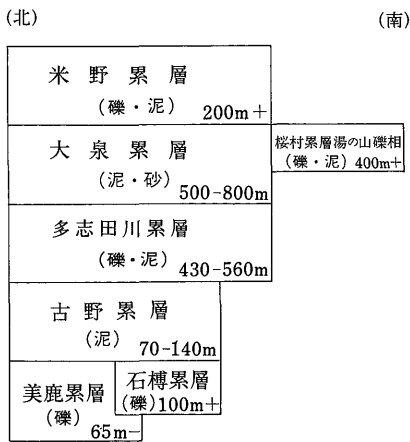 (北)
(南)
米野累層
(礫・泥)
200m+
大泉累層
(泥・砂)
500-800m
桜村累層湯の山礫相
(礫・泥) 400m+
多志田川累層
(礫・泥)
430-560m
古野累層
(泥)
70-140m
美鹿累層
(礫)
65m-
石榑累層
(礫)100m+